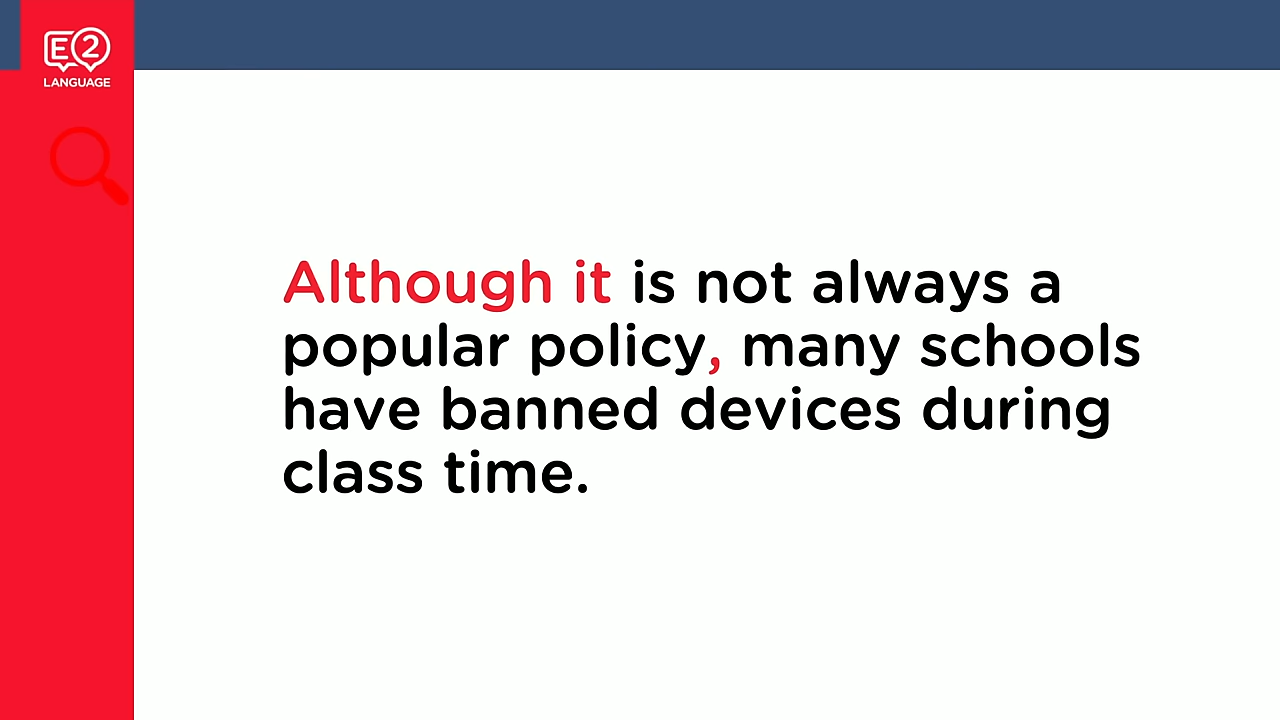 E2
LANGUAGE
Although it is not always a
popular policy, many schools
have banned devices during
class time.